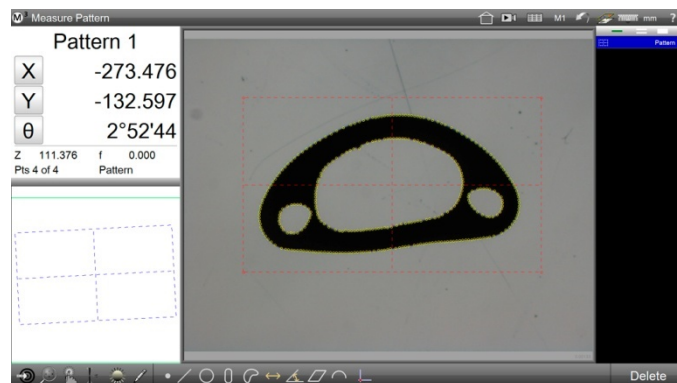 M³ Measure Pattern
M1
mm ?
Pattern 1
X -273.476
Y -132.597
θ 2°52'44
Z 111.376 f 0.000
Pts 4 of 4 Pattern
Pattern
Delete